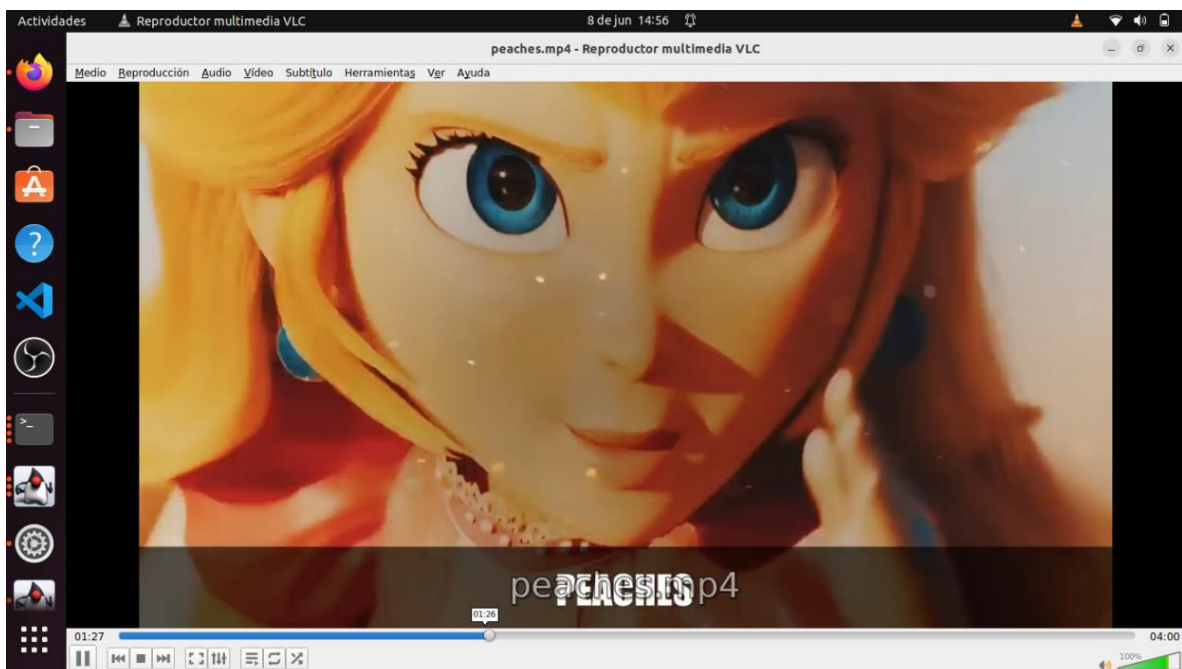 Actividades Reproductor multimedia VLC 8 de jun 14:56
peaches.mp4 - Reproductor multimedia VLC
Medio Reproducción Audio Vídeo Subtítulo Herramientas Ver Ayuda
peaches.mp4
PEACHES
01:26
01:27 04:00
100%